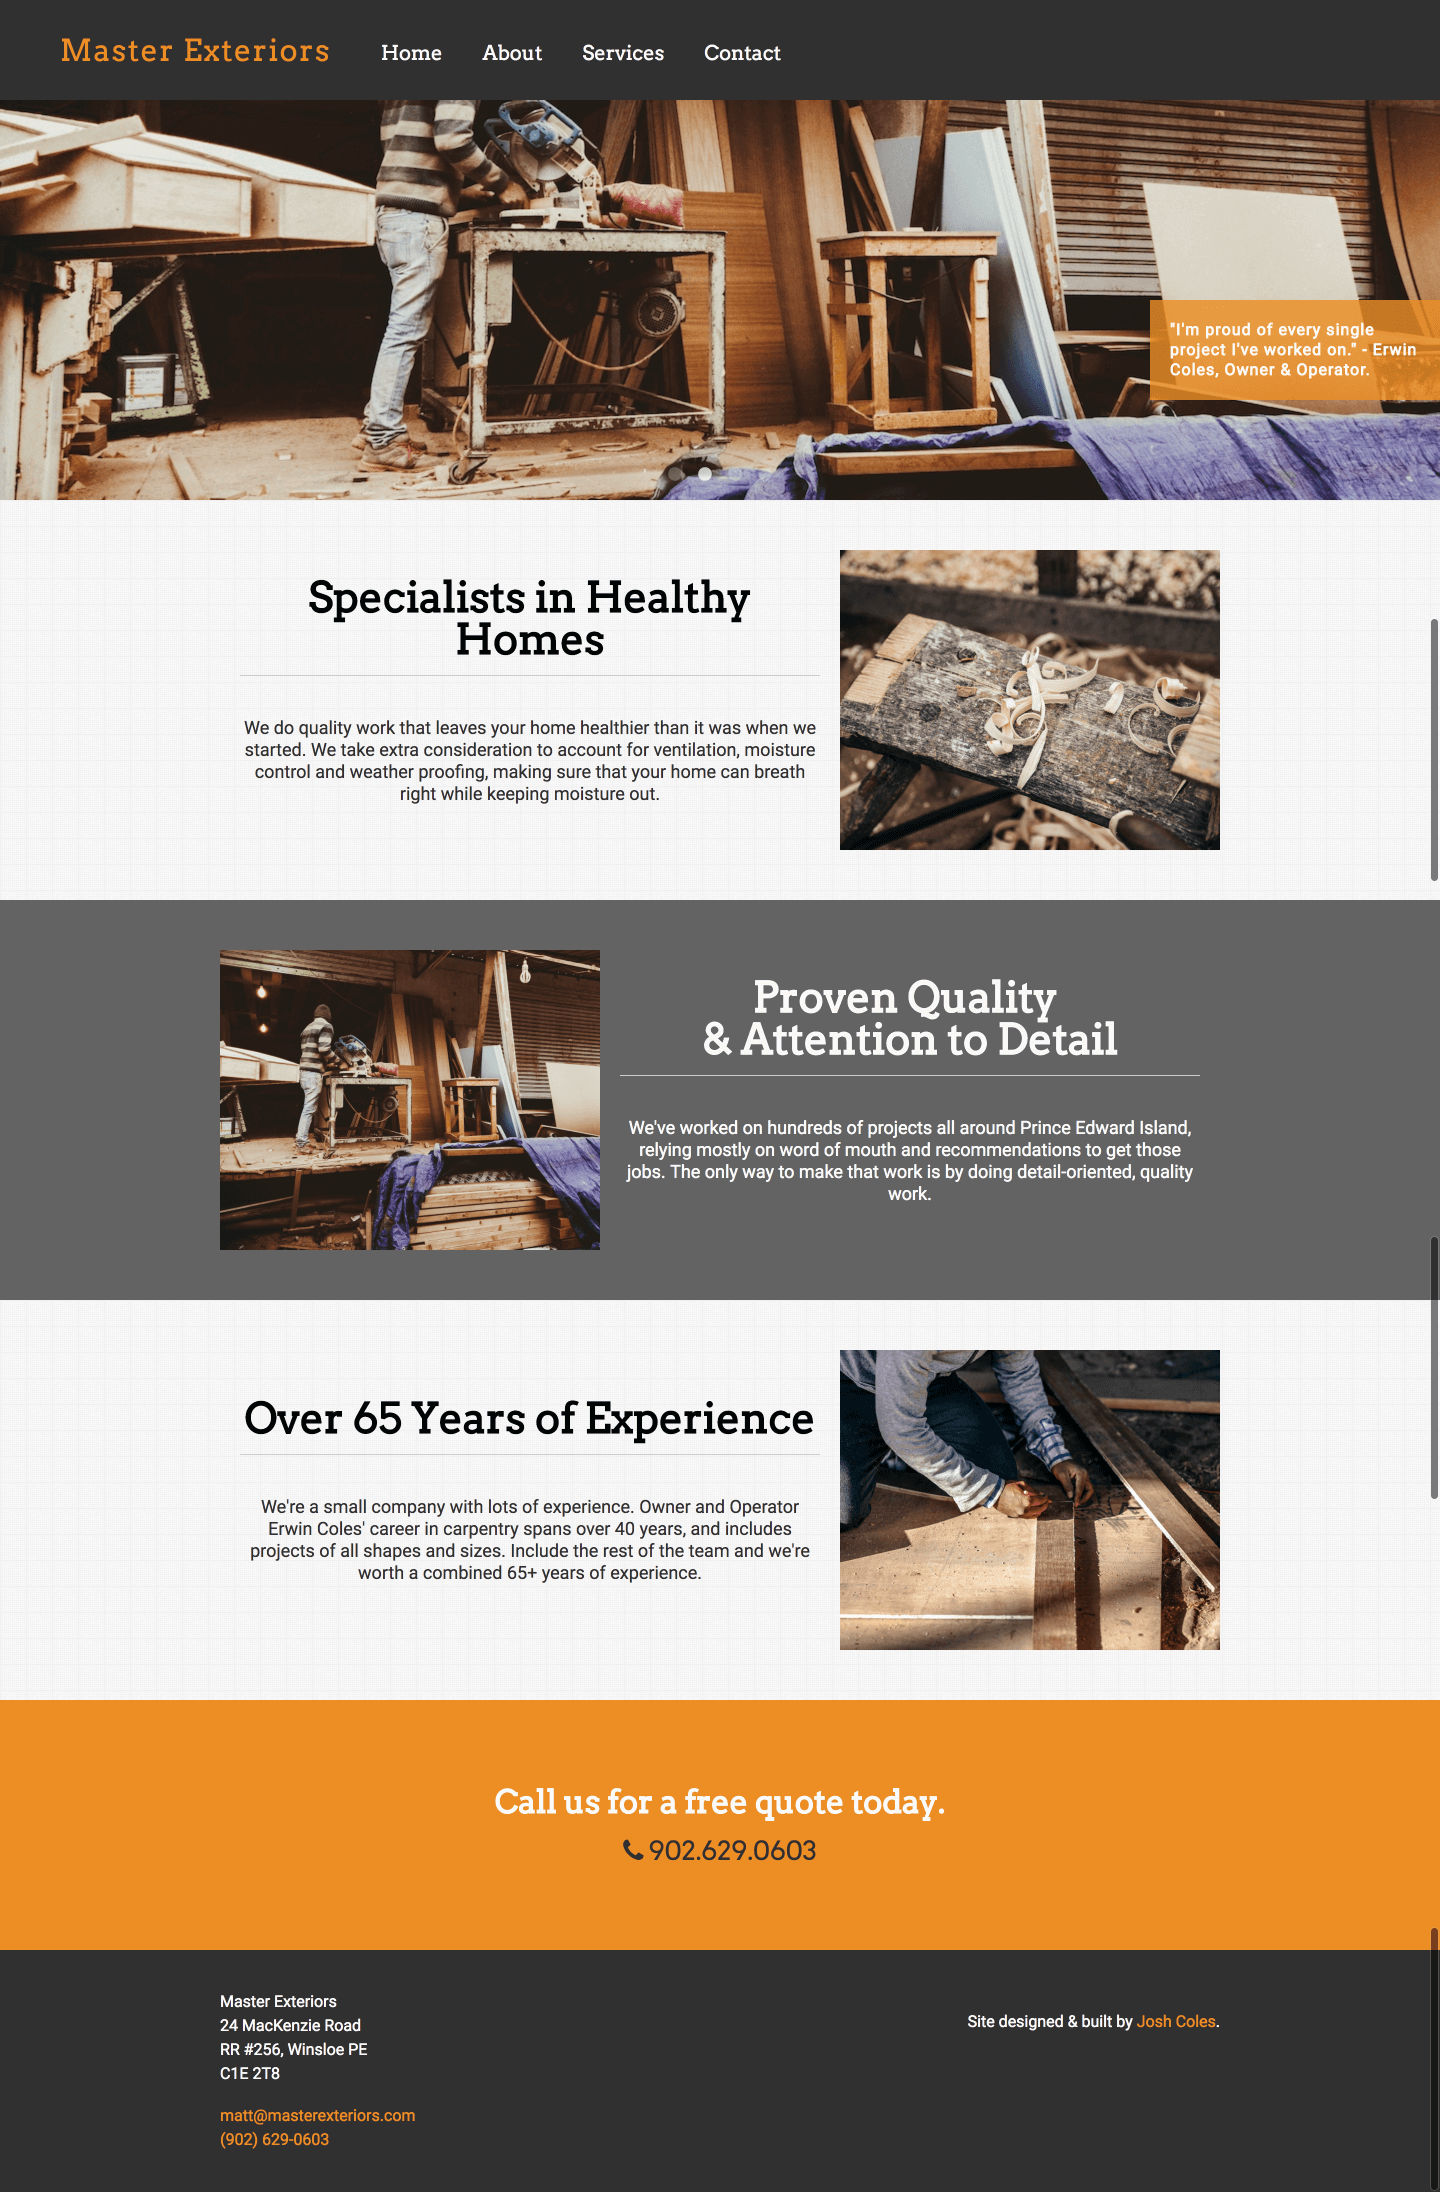 Master Exteriors
Home About Services Contact
"I'm proud of every single
project I've worked on." - Erwin
Coles, Owner & Operator.
Specialists in Healthy
Homes
We do quality work that leaves your home healthier than it was when we
started. We take extra consideration to account for ventilation, moisture
control and weather proofing, making sure that your home can breath
right while keeping moisture out.
Proven Quality
& Attention to Detail
We've worked on hundreds of projects all around Prince Edward Island,
relying mostly on word of mouth and recommendations to get those
jobs. The only way to make that work is by doing detail-oriented, quality
work.
Over 65 Years of Experience
We're a small company with lots of experience. Owner and Operator
Erwin Coles' career in carpentry spans over 40 years, and includes
projects of all shapes and sizes. Include the rest of the team and we're
worth a combined 65+ years of experience.
Call us for a free quote today.
902.629.0603
Master Exteriors
24 MacKenzie Road
RR #256, Winsloe PE
C1E 2T8
matt@masterexteriors.com
(902) 629-0603
Site designed & built by Josh Coles.